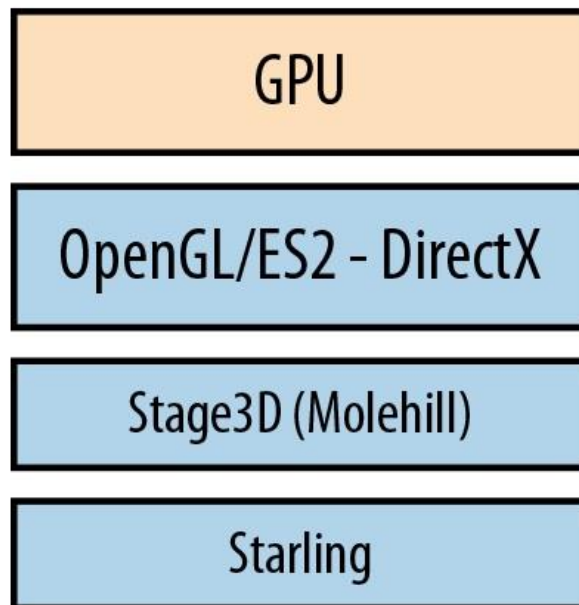 GPU
OpenGL/ES2 - DirectX
Stage3D (Molehill)
Starling